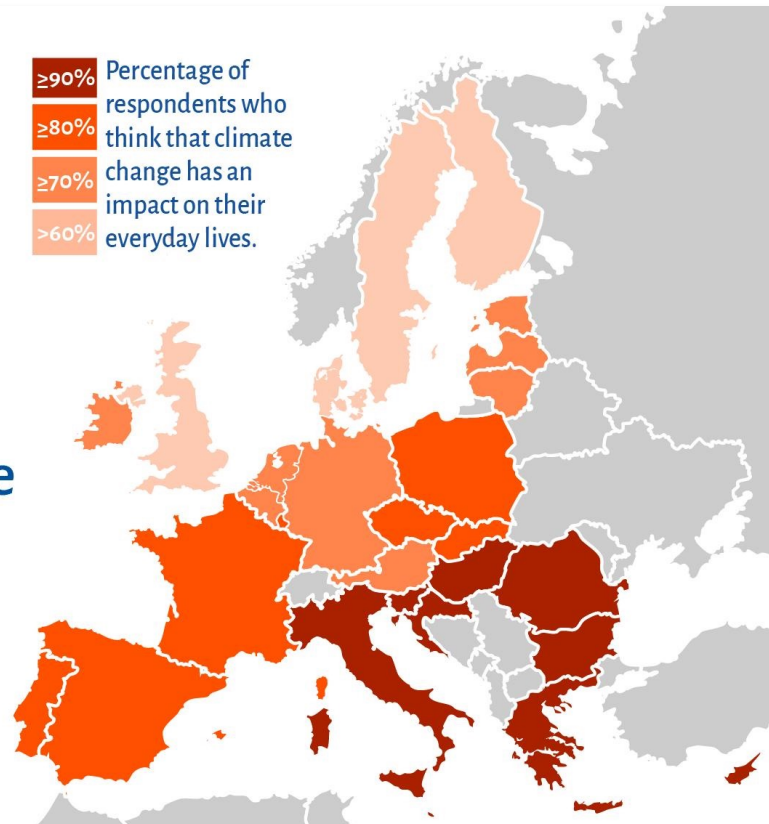 ≥90%
≥80%
≥70%
>60%
Percentage of
respondents who
think that climate
change has an
impact on their
everyday lives.
e